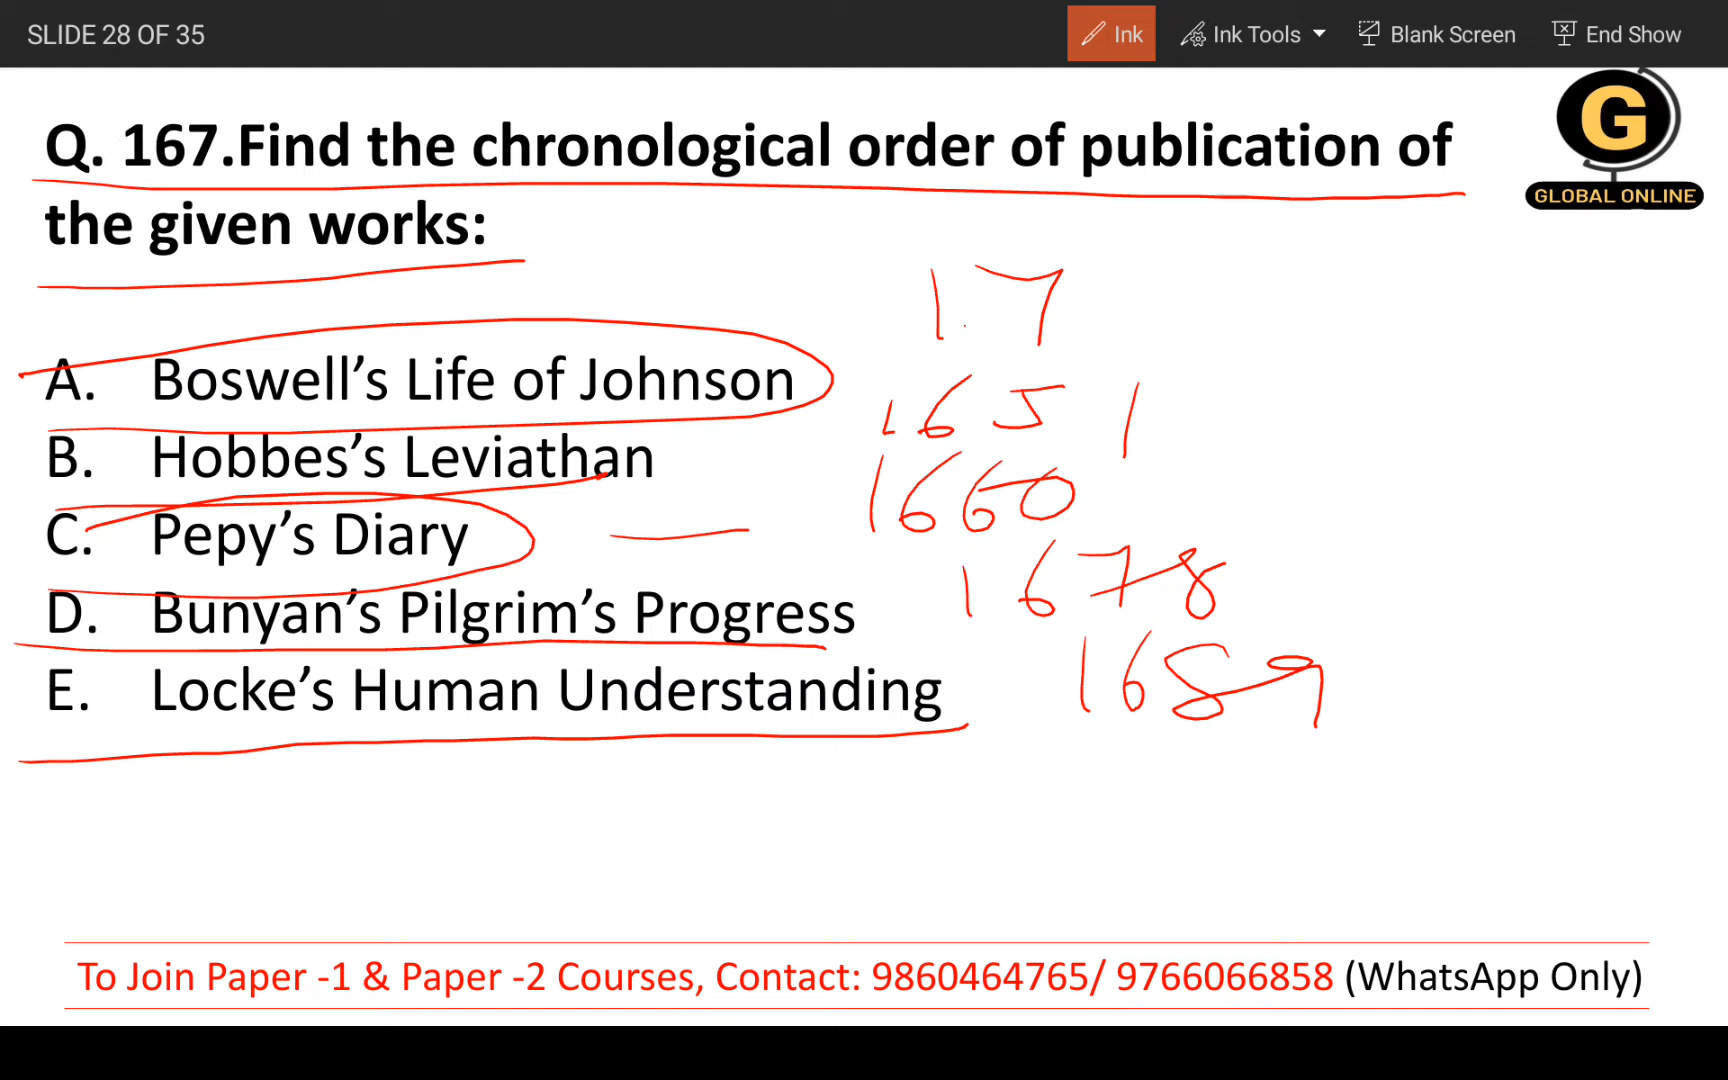 SLIDE 28 OF 35 Ink Ink Tools Blank Screen End Show
G
GLOBAL ONLINE
Q. 167.Find the chronological order of publication of
the given works:
17
A. Boswell's Life of Johnson
1651
B. Hobbes's Leviathan
1660
C. Pepy's Diary
1678
D. Bunyan's Pilgrim's Progress
1689
E. Locke's Human Understanding
To Join Paper -1 & Paper -2 Courses, Contact: 9860464765/ 9766066858 (WhatsApp Only)